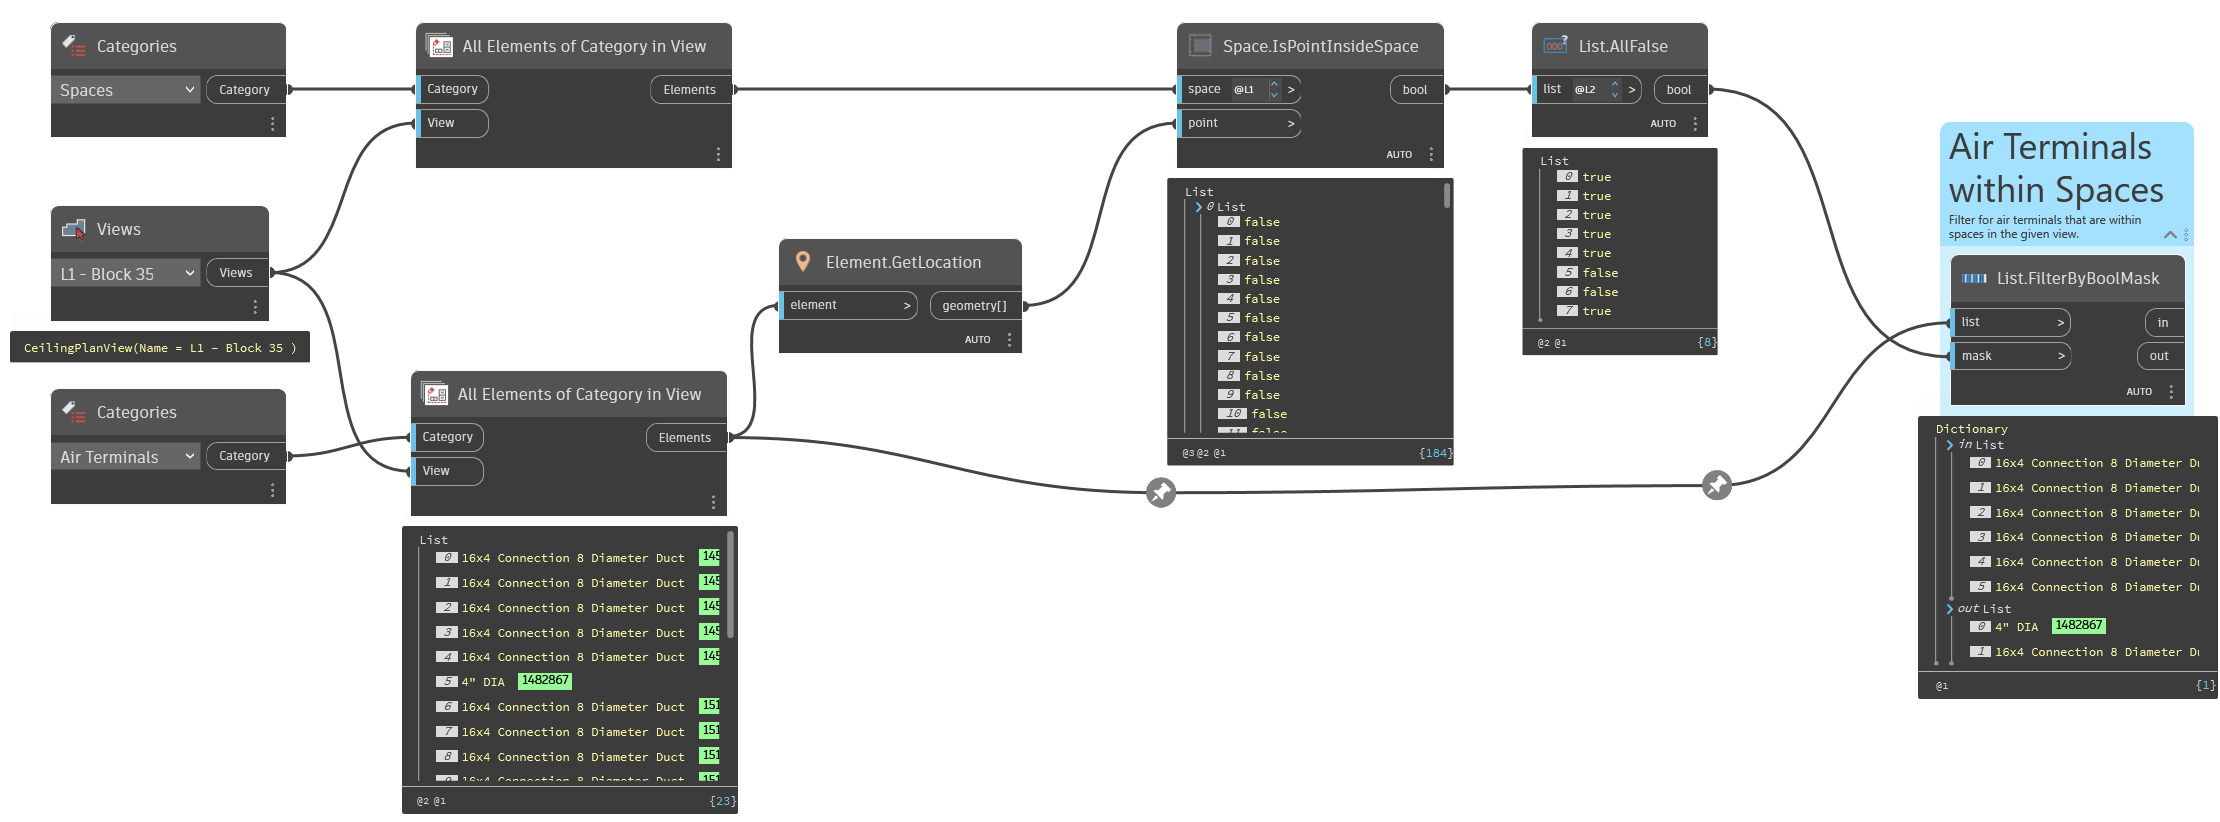 Categories
Spaces
Category
All Elements of Category in View
Category
View
Elements
Space.IsPointInsideSpace
space @L1 >
point >
bool
AUTO
List.AllFalse
list @L2 >
bool
AUTO
List
0 List
0 false
1 false
2 false
3 false
4 false
5 false
6 false
7 false
8 false
9 false
10 false
11 false
@3 @2 @1
{184}
List
0 true
1 true
2 true
3 true
4 true
5 false
6 false
7 true
@2 @1
{8}
Views
L1 - Block 35
Views
CeilingPlanView(Name = L1 - Block 35 )
Element.GetLocation
element >
geometry[]
AUTO
Categories
Air Terminals
Category
All Elements of Category in View
Category
View
Elements
List
0 16x4 Connection 8 Diameter Duct 145
1 16x4 Connection 8 Diameter Duct 145
2 16x4 Connection 8 Diameter Duct 145
3 16x4 Connection 8 Diameter Duct 145
4 16x4 Connection 8 Diameter Duct 145
5 4" DIA 1482867
6 16x4 Connection 8 Diameter Duct 151
7 16x4 Connection 8 Diameter Duct 151
8 16x4 Connection 8 Diameter Duct 151
9 16x4 Connection 8 Diameter Duct 151
@2 @1
{23}
Air Terminals
within Spaces
Filter for air terminals that are within
spaces in the given view.
List.FilterByBoolMask
list >
mask >
in
out
AUTO
Dictionary
in List
0 16x4 Connection 8 Diameter Du
1 16x4 Connection 8 Diameter Du
2 16x4 Connection 8 Diameter Du
3 16x4 Connection 8 Diameter Du
4 16x4 Connection 8 Diameter Du
5 16x4 Connection 8 Diameter Du
out List
0 4" DIA 1482867
1 16x4 Connection 8 Diameter Du
@1
{1}